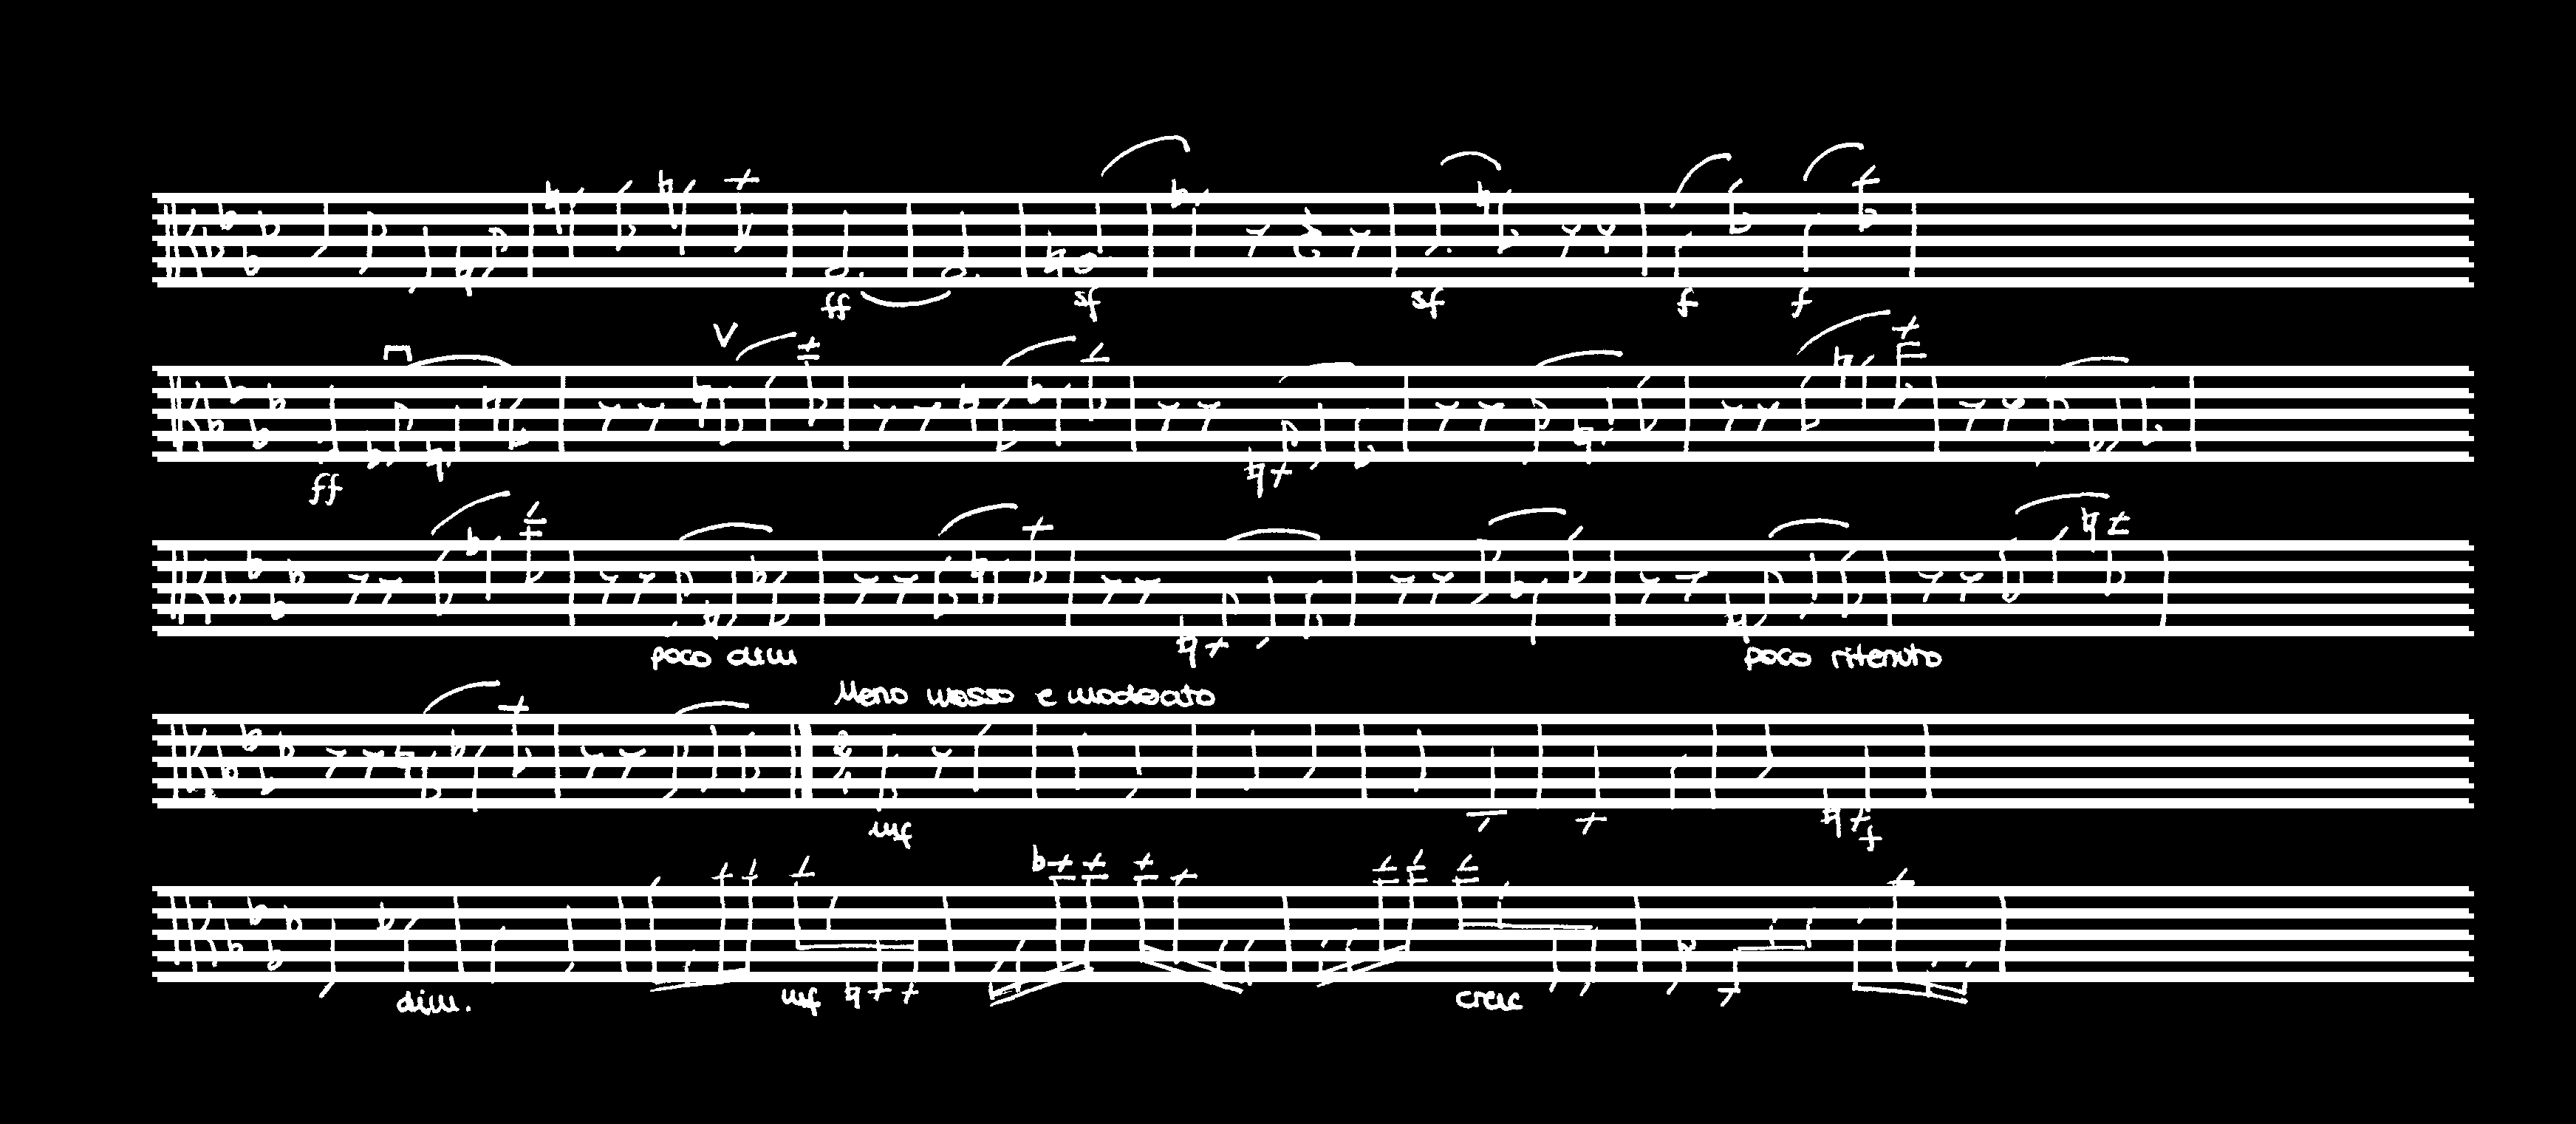 ff sf sf f f
ff
poco dim poco ritenuto
Meno mosso e moderato
mf f
dim. mf cresc